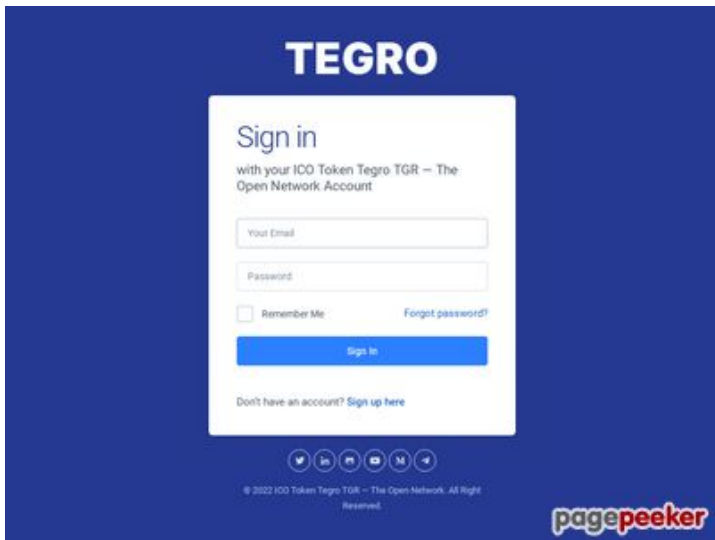 TEGRO
Sign in
with your ICO Token Tegro TGR — The
Open Network Account
Your Email
Password
Remember Me
Forgot password?
Sign In
Don't have an account? Sign up here
© 2022 ICO Token Tegro TGR — The Open Network. All Right
Reserved.
pagepeeker